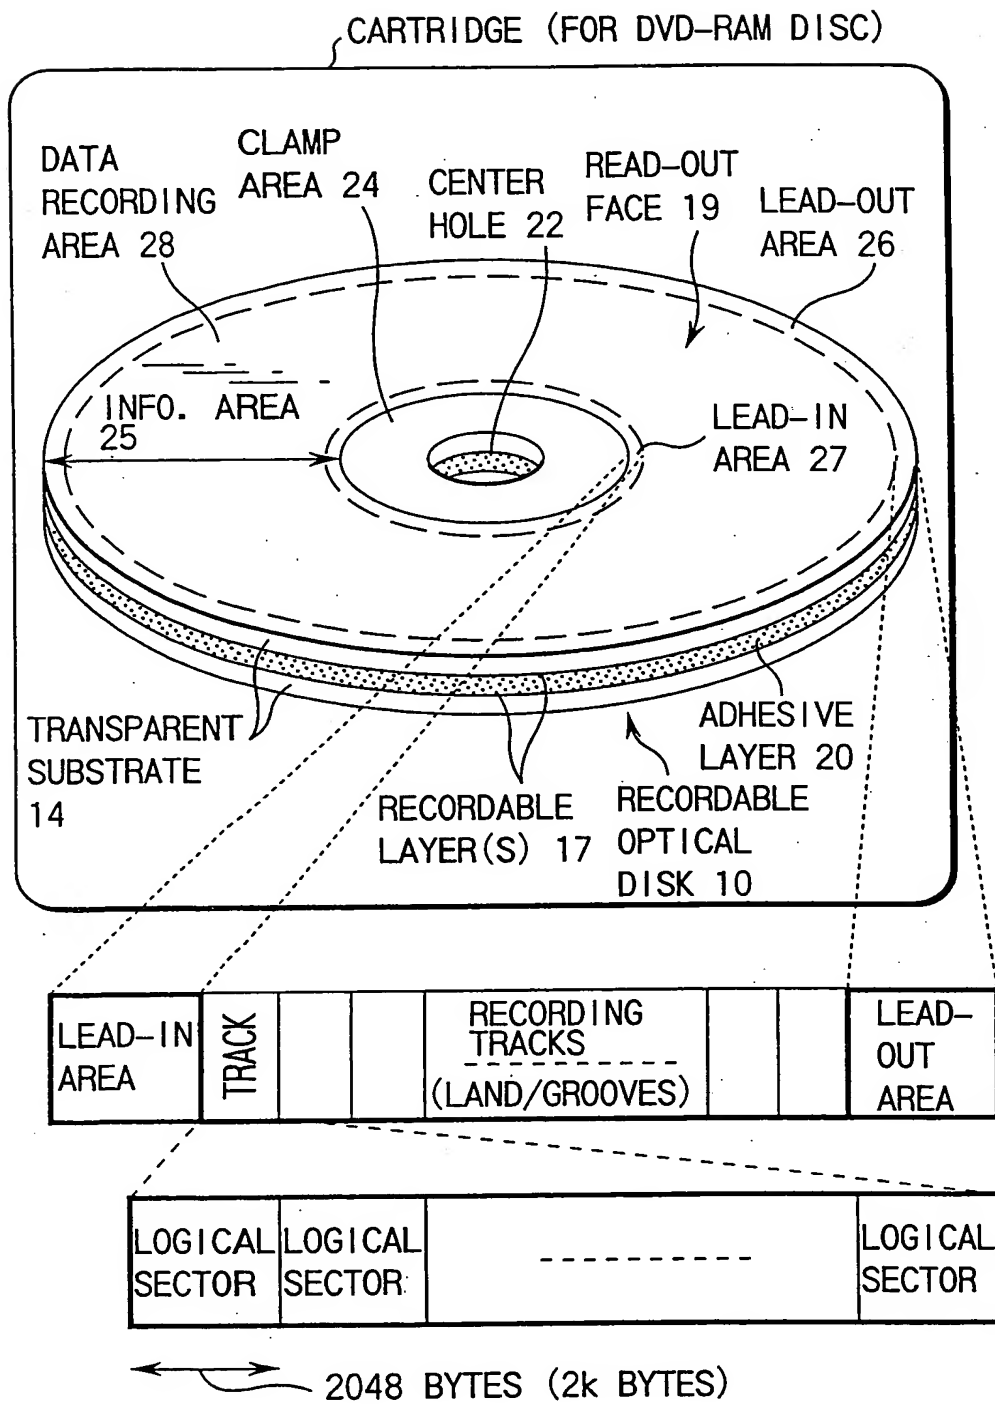 CARTRIDGE (FOR DVD-RAM DISC)
DATA
RECORDING
AREA 28
CLAMP
AREA 24
CENTER
HOLE 22
READ-OUT
FACE 19
LEAD-OUT
AREA 26
INFO. AREA
25
LEAD-IN
AREA 27
TRANSPARENT
SUBSTRATE
14
RECORDABLE
LAYER(S) 17
ADHESIVE
LAYER 20
RECORDABLE
OPTICAL
DISK 10
LEAD-IN
AREA
TRACK
RECORDING
TRACKS
(LAND/GROOVES)
LEAD-
OUT
AREA
LOGICAL
SECTOR
LOGICAL
SECTOR
LOGICAL
SECTOR
2048 BYTES (2k BYTES)